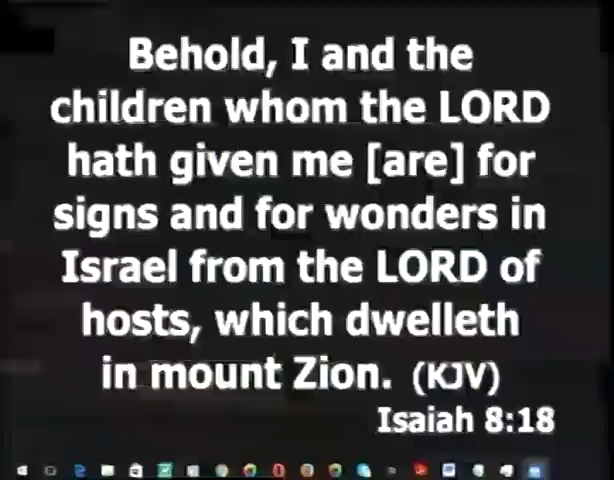 Behold, I and the
children whom the LORD
hath given me [are] for
signs and for wonders in
Israel from the LORD of
hosts, which dwelleth
in mount Zion. (KJV)
Isaiah 8:18